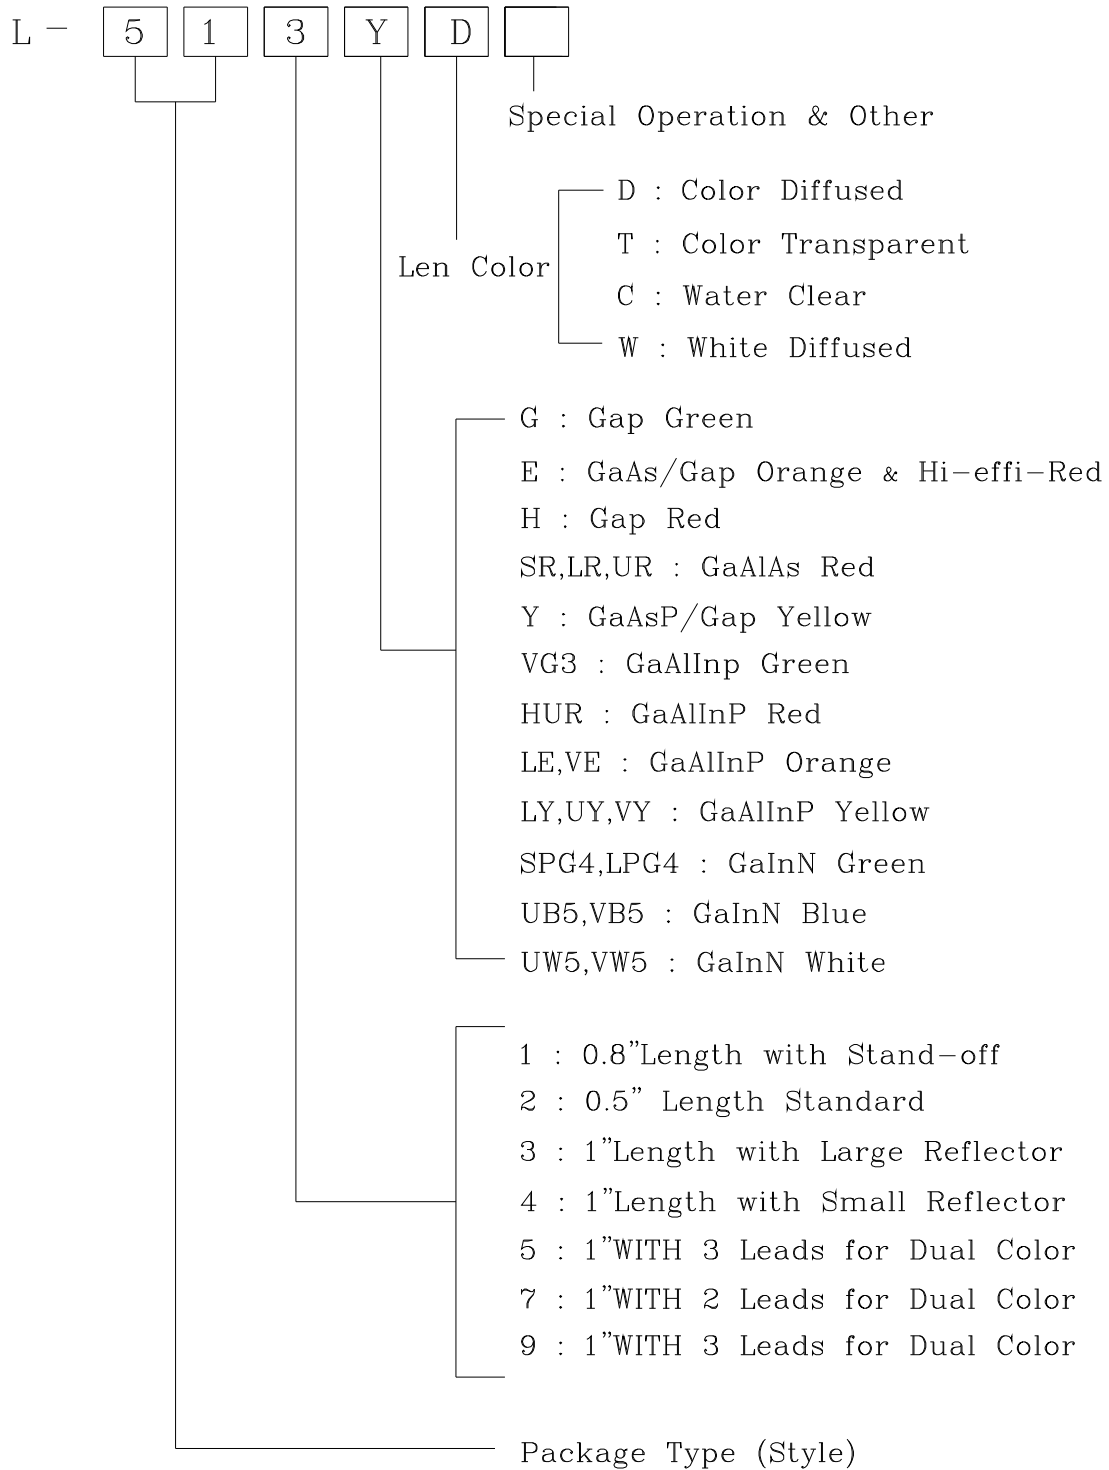 L- 5 1 3 Y D
Special Operation & Other
D : Color Diffused
T : Color Transparent
Len Color
C : Water Clear
W : White Diffused
G : Gap Green
E : GaAs/Gap Orange & Hi-effi-Red
H : Gap Red
SR,LR,UR : GaAlAs Red
Y : GaAsP/Gap Yellow
VG3 : GaAlInp Green
HUR : GaAlInP Red
LE,VE : GaAlInP Orange
LY,UY,VY : GaAlInP Yellow
SPG4,LPG4 : GaInN Green
UB5,VB5 : GaInN Blue
UW5,VW5 : GaInN White
1 : 0.8"Length with Stand-off
2 : 0.5" Length Standard
3 : 1"Length with Large Reflector
4 : 1"Length with Small Reflector
5 : 1"WITH 3 Leads for Dual Color
7 : 1"WITH 2 Leads for Dual Color
9 : 1"WITH 3 Leads for Dual Color
Package Type (Style)